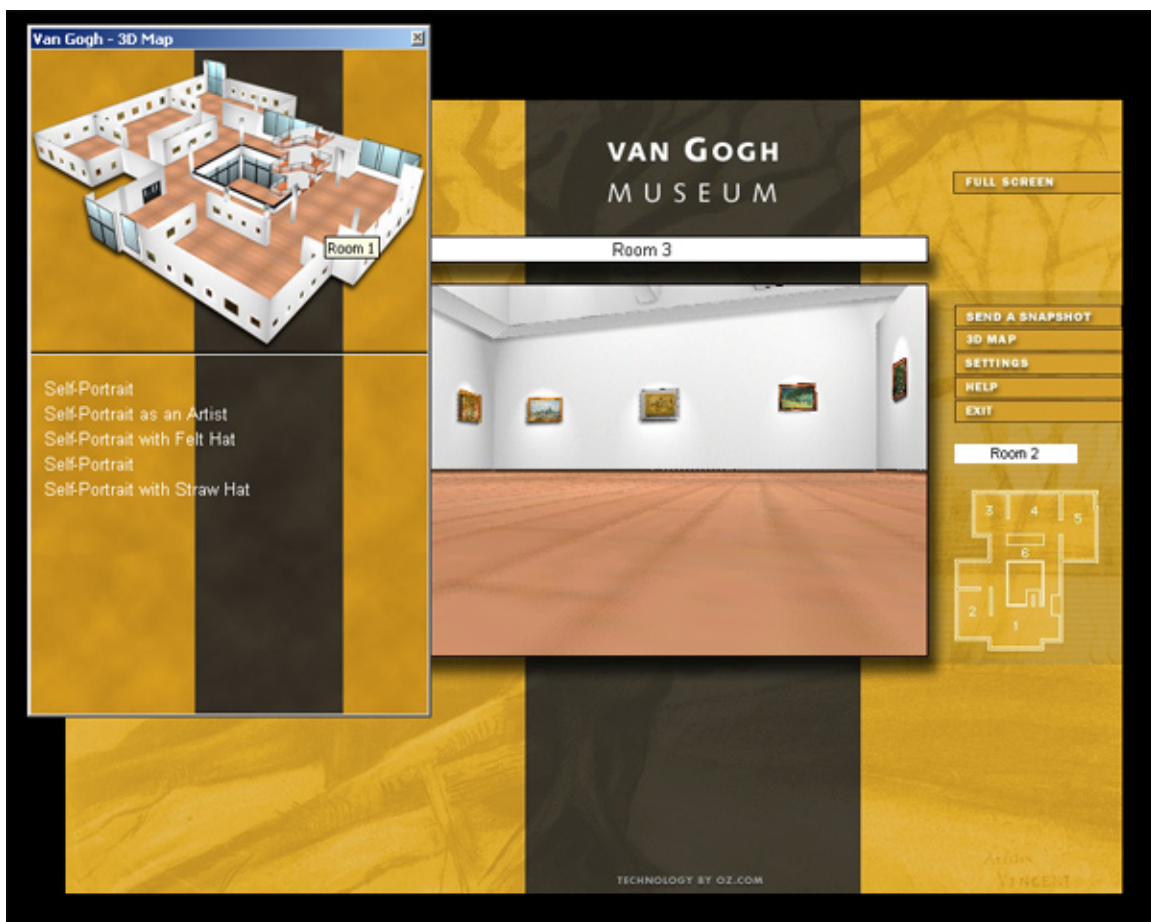 Van Gogh - 3D Map
Room 1
Self-Portrait
Self-Portrait as an Artist
Self-Portrait with Felt Hat
Self-Portrait
Self-Portrait with Straw Hat
VAN GOGH
MUSEUM
Room 3
FULL SCREEN
SEND A SNAPSHOT
3D MAP
SETTINGS
HELP
EXIT
Room 2
3 4 5
6
2
1
TECHNOLOGY BY OZ.COM
VINCENT